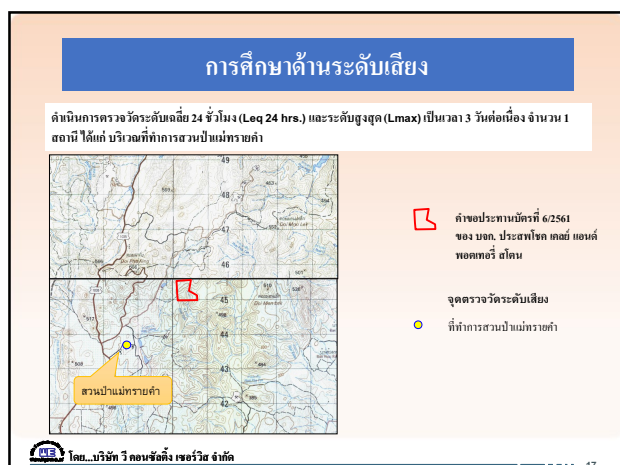 การศึกษาด้านระดับเสียง
ดำเนินการตรวจวัดระดับเฉลี่ย 24 ชั่วโมง (Leq 24 hrs.) และระดับสูงสุด (Lmax) เป็นเวลา 3 วันต่อเนื่อง จำนวน 1
สถานี ได้แก่ บริเวณที่ทำการสวนป่าแม่ทรายคำ
49
48
47
46
45
44
43
42
คำขอประทานบัตรที่ 6/2561
ของ บจก. ประสพโชค เคลย์ แอนด์
พอตเทอรี่ สโตน
จุดตรวจวัดระดับเสียง
ที่ทำการสวนป่าแม่ทรายคำ
สวนป่าแม่ทรายคำ
โดย...บริษัท วี คอนซัลติ้ง เซอร์วิส จำกัด
17